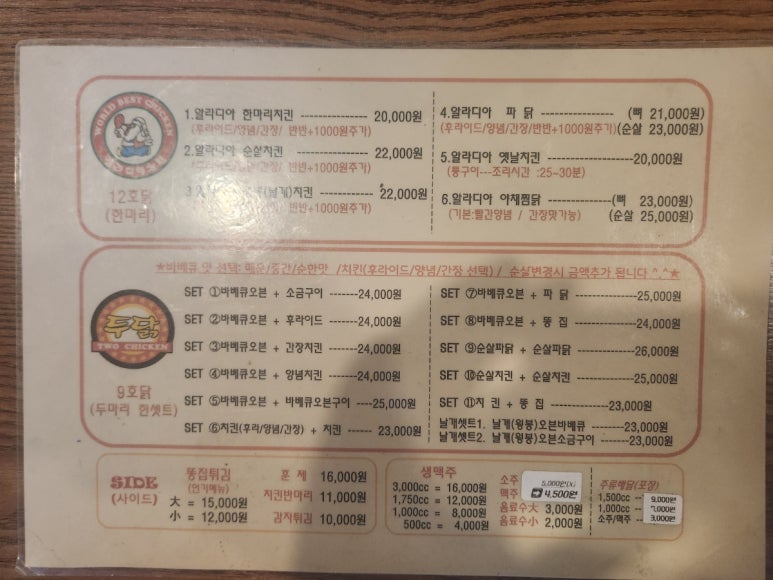 WORLD BEST CHICKEN
12호닭
(한마리)
1.알라디아 한마리치킨 ------------- 20,000원
(후라이드/양념/간장/ 반반+1000원추가)
2.알라디아 순살치킨 ------------- 22,000원
간장/ 반반+1000원추가)
(날개)치킨 ------------- 22,000원
반반+1000원추가)
4.알라디아 파 닭 --------------- (뼈 21,000원)
(후라이드/양념/간장/반반+1000원추가)(순살 23,000원)
5.알라디아 옛날치킨 ----------------20,000원
(통구이---조리시간 :25~30분)
6.알라디아 야채찜닭 -------------(뼈 23,000원)
(기본:빨간양념 / 간장맛가능) (순살 25,000원)
★바베큐 맛 선택: 매운/중간/순한맛 /치킨(후라이드/양념/간장 선택) / 순살변경시 금액추가 됩니다 ^.^★
두닭
TWO CHICKEN
9호닭
(두마리 한셋트)
SET ①바베큐오븐 + 소금구이 -------24,000원
SET ②바베큐오븐 + 후라이드 -------24,000원
SET ③바베큐오븐 + 간장치킨 -------24,000원
SET ④바베큐오븐 + 양념치킨 -------24,000원
SET ⑤바베큐오븐 + 바베큐오븐구이 ----25,000원
SET ⑥치킨(후라/양념/간장) + 치킨 ----- 23,000원
SET ⑦바베큐오븐 + 파 닭 ------------25,000원
SET ⑧바베큐오븐 + 똥 집 ------------24,000원
SET ⑨순살파닭 + 순살파닭 ------------26,000원
SET ⑩순살치킨 + 순살치킨 ------------25,000원
SET ⑪치 킨 + 똥 집 ------------23,000원
날개셋트1. 날개(윙봉)오븐바베큐 -------23,000원
날개셋트2. 날개(윙봉)오븐소금구이------23,000원
SIDE
(사이드)
똥집튀김
(인기메뉴)
大 = 15,000원
小 = 12,000원
훈 제 16,000원
치킨반마리 11,000원
감자튀김 10,000원
생맥주
3,000cc = 16,000원
1,750cc = 12,000원
1,000cc = 8,000원
500cc = 4,000원
소주
맥주
5,000원(X)
➡ 4,500원
음료수大 3,000원
음료수小 2,000원
주류배달(포장)
1,500cc -- 9,000원
1,000cc -- 7,000원
소주/맥주 -- 3,000원